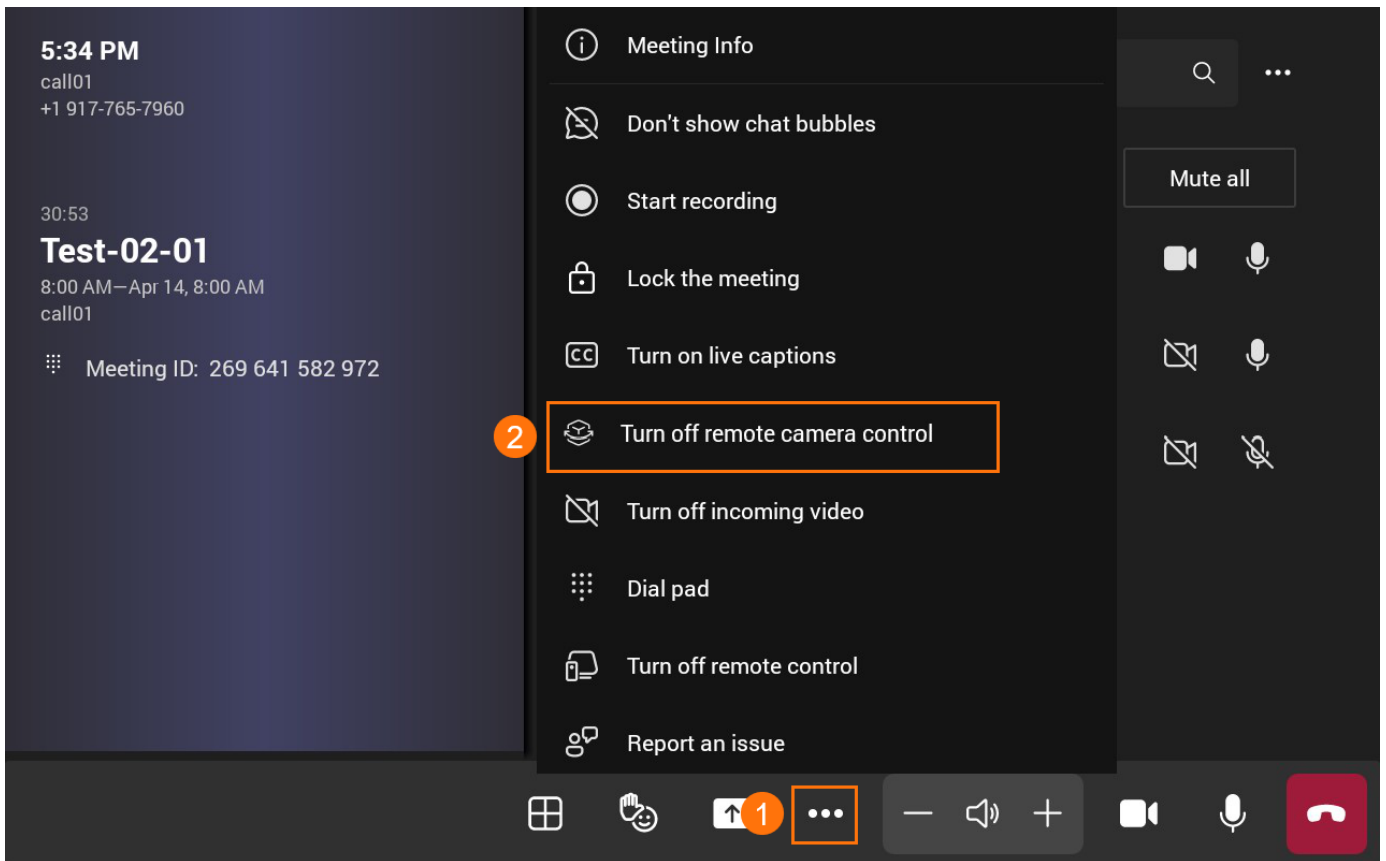 5:34 PM
call01
+1 917-765-7960
30:53
Test-02-01
8:00 AM—Apr 14, 8:00 AM
call01
Meeting ID: 269 641 582 972
Meeting Info
Don't show chat bubbles
Start recording
Lock the meeting
CC Turn on live captions
2 Turn off remote camera control
Turn off incoming video
Dial pad
Turn off remote control
Report an issue
Mute all
1